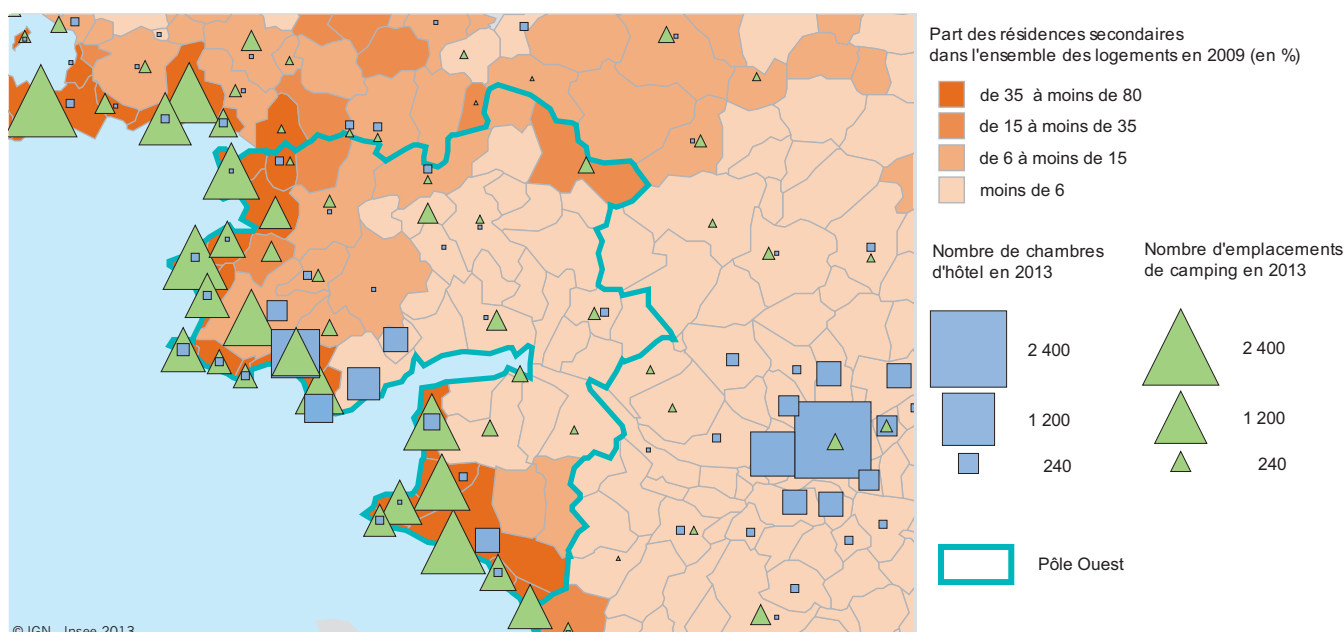 Part des résidences secondaires
dans l'ensemble des logements en 2009 (en %)
de 35 à moins de 80
de 15 à moins de 35
de 6 à moins de 15
moins de 6
Nombre de chambres
d'hôtel en 2013
2 400
1 200
240
Nombre d'emplacements
de camping en 2013
2 400
1 200
240
Pôle Ouest
© IGN - Insee 2013